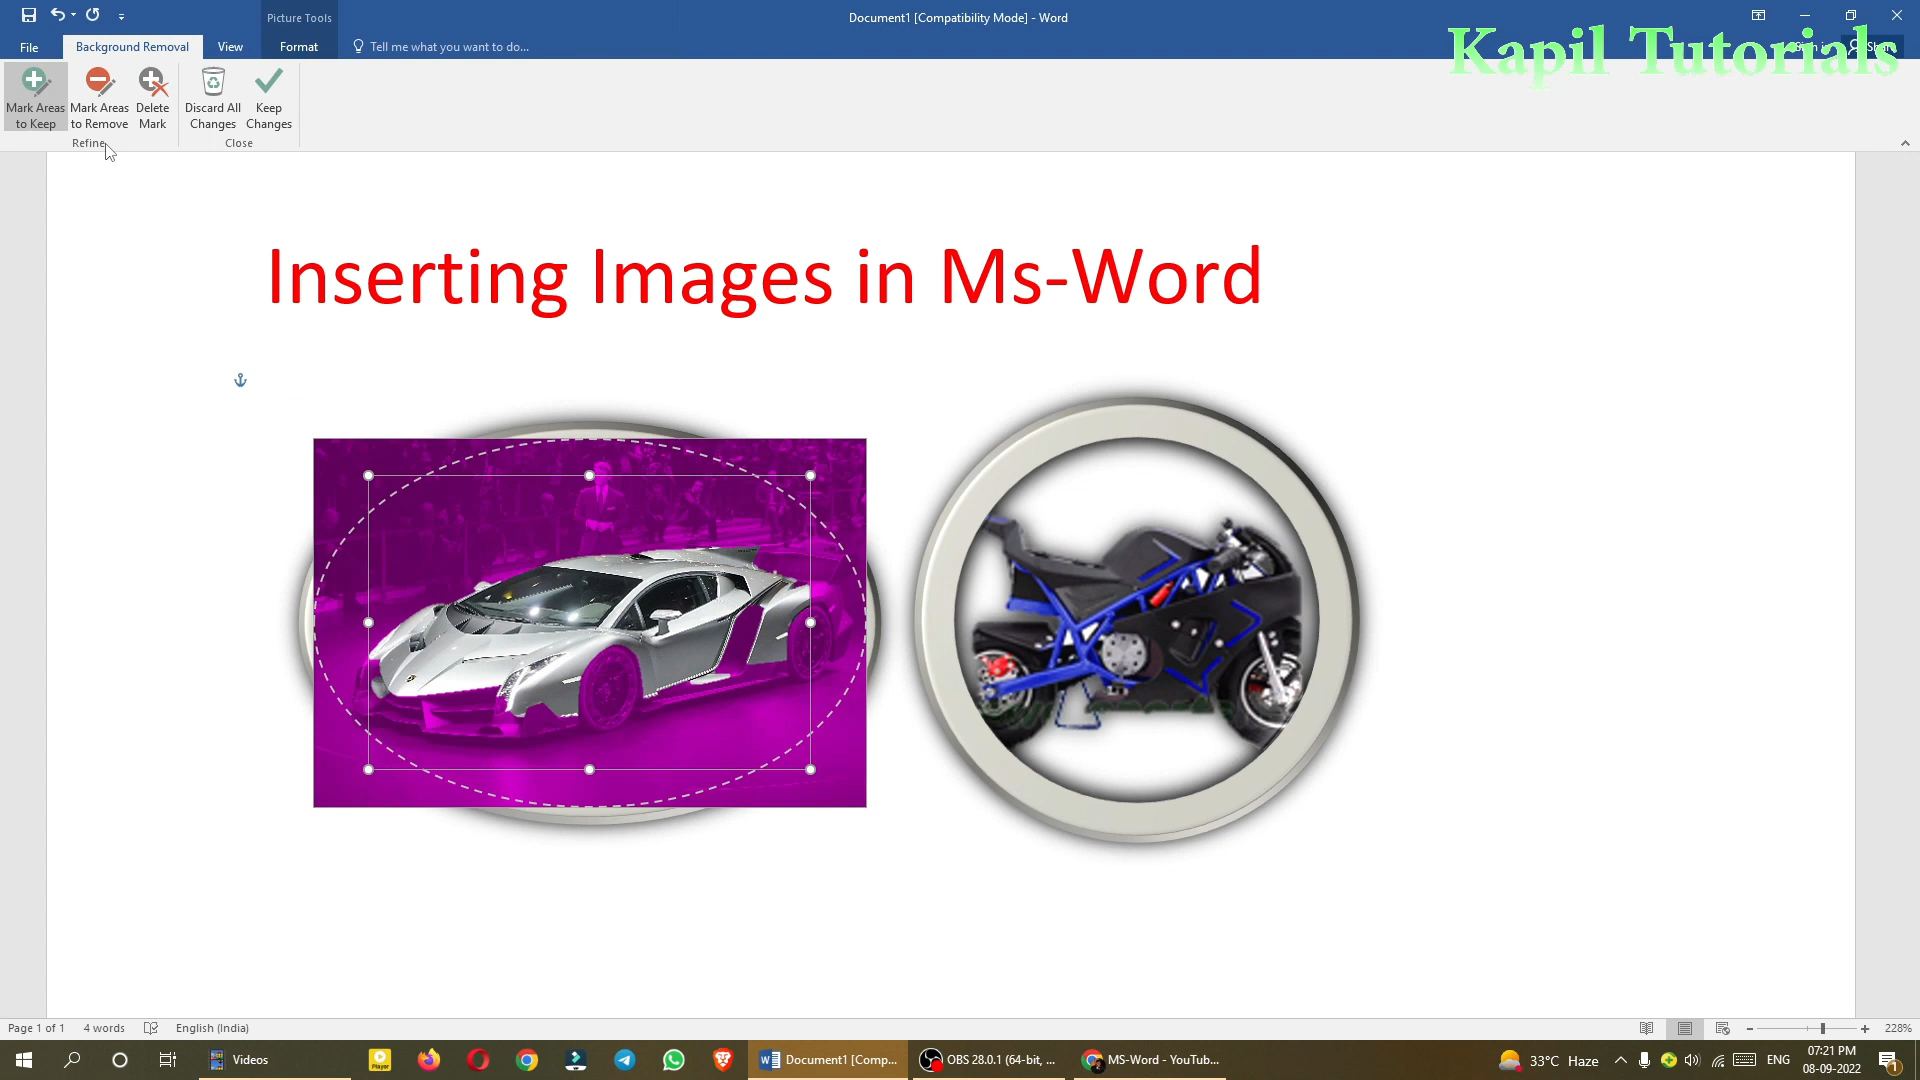 Picture Tools
Document1 [Compatibility Mode] - Word
File
Background Removal
View
Format
Tell me what you want to do...
Share
Kapil Tutorials
Mark Areas
to Keep
Mark Areas
to Remove
Delete
Mark
Discard All
Changes
Keep
Changes
Refine
Close
Inserting Images in Ms-Word
Page 1 of 1
4 words
English (India)
228%
Videos
Player
Document1 [Comp...
OBS 28.0.1 (64-bit, ...
MS-Word - YouTub...
33°C Haze
ENG
07:21 PM
08-09-2022
1